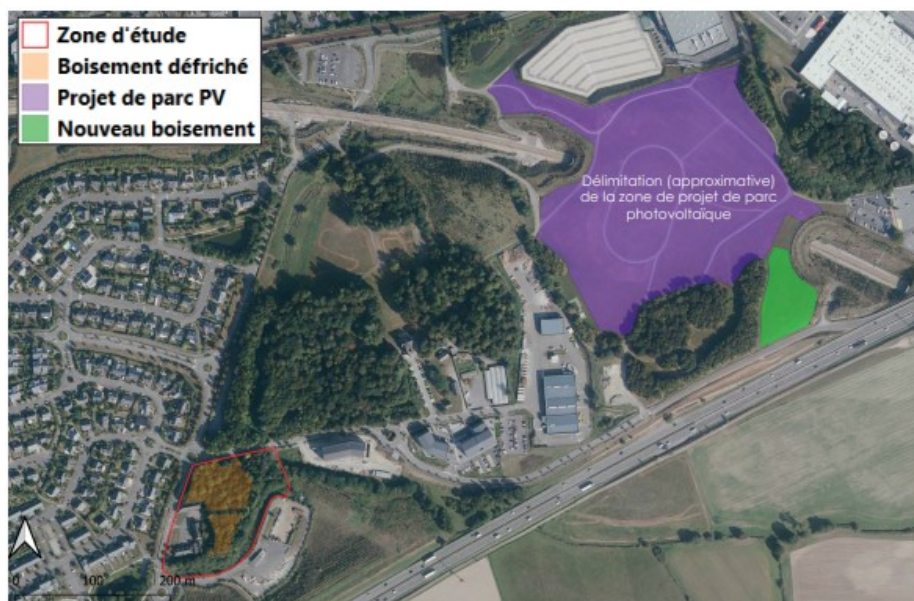 Zone d'étude
Boisement défriché
Projet de parc PV
Nouveau boisement
Délimitation (approximative)
de la zone de projet de parc
photovoltaïque
0 100 200 m